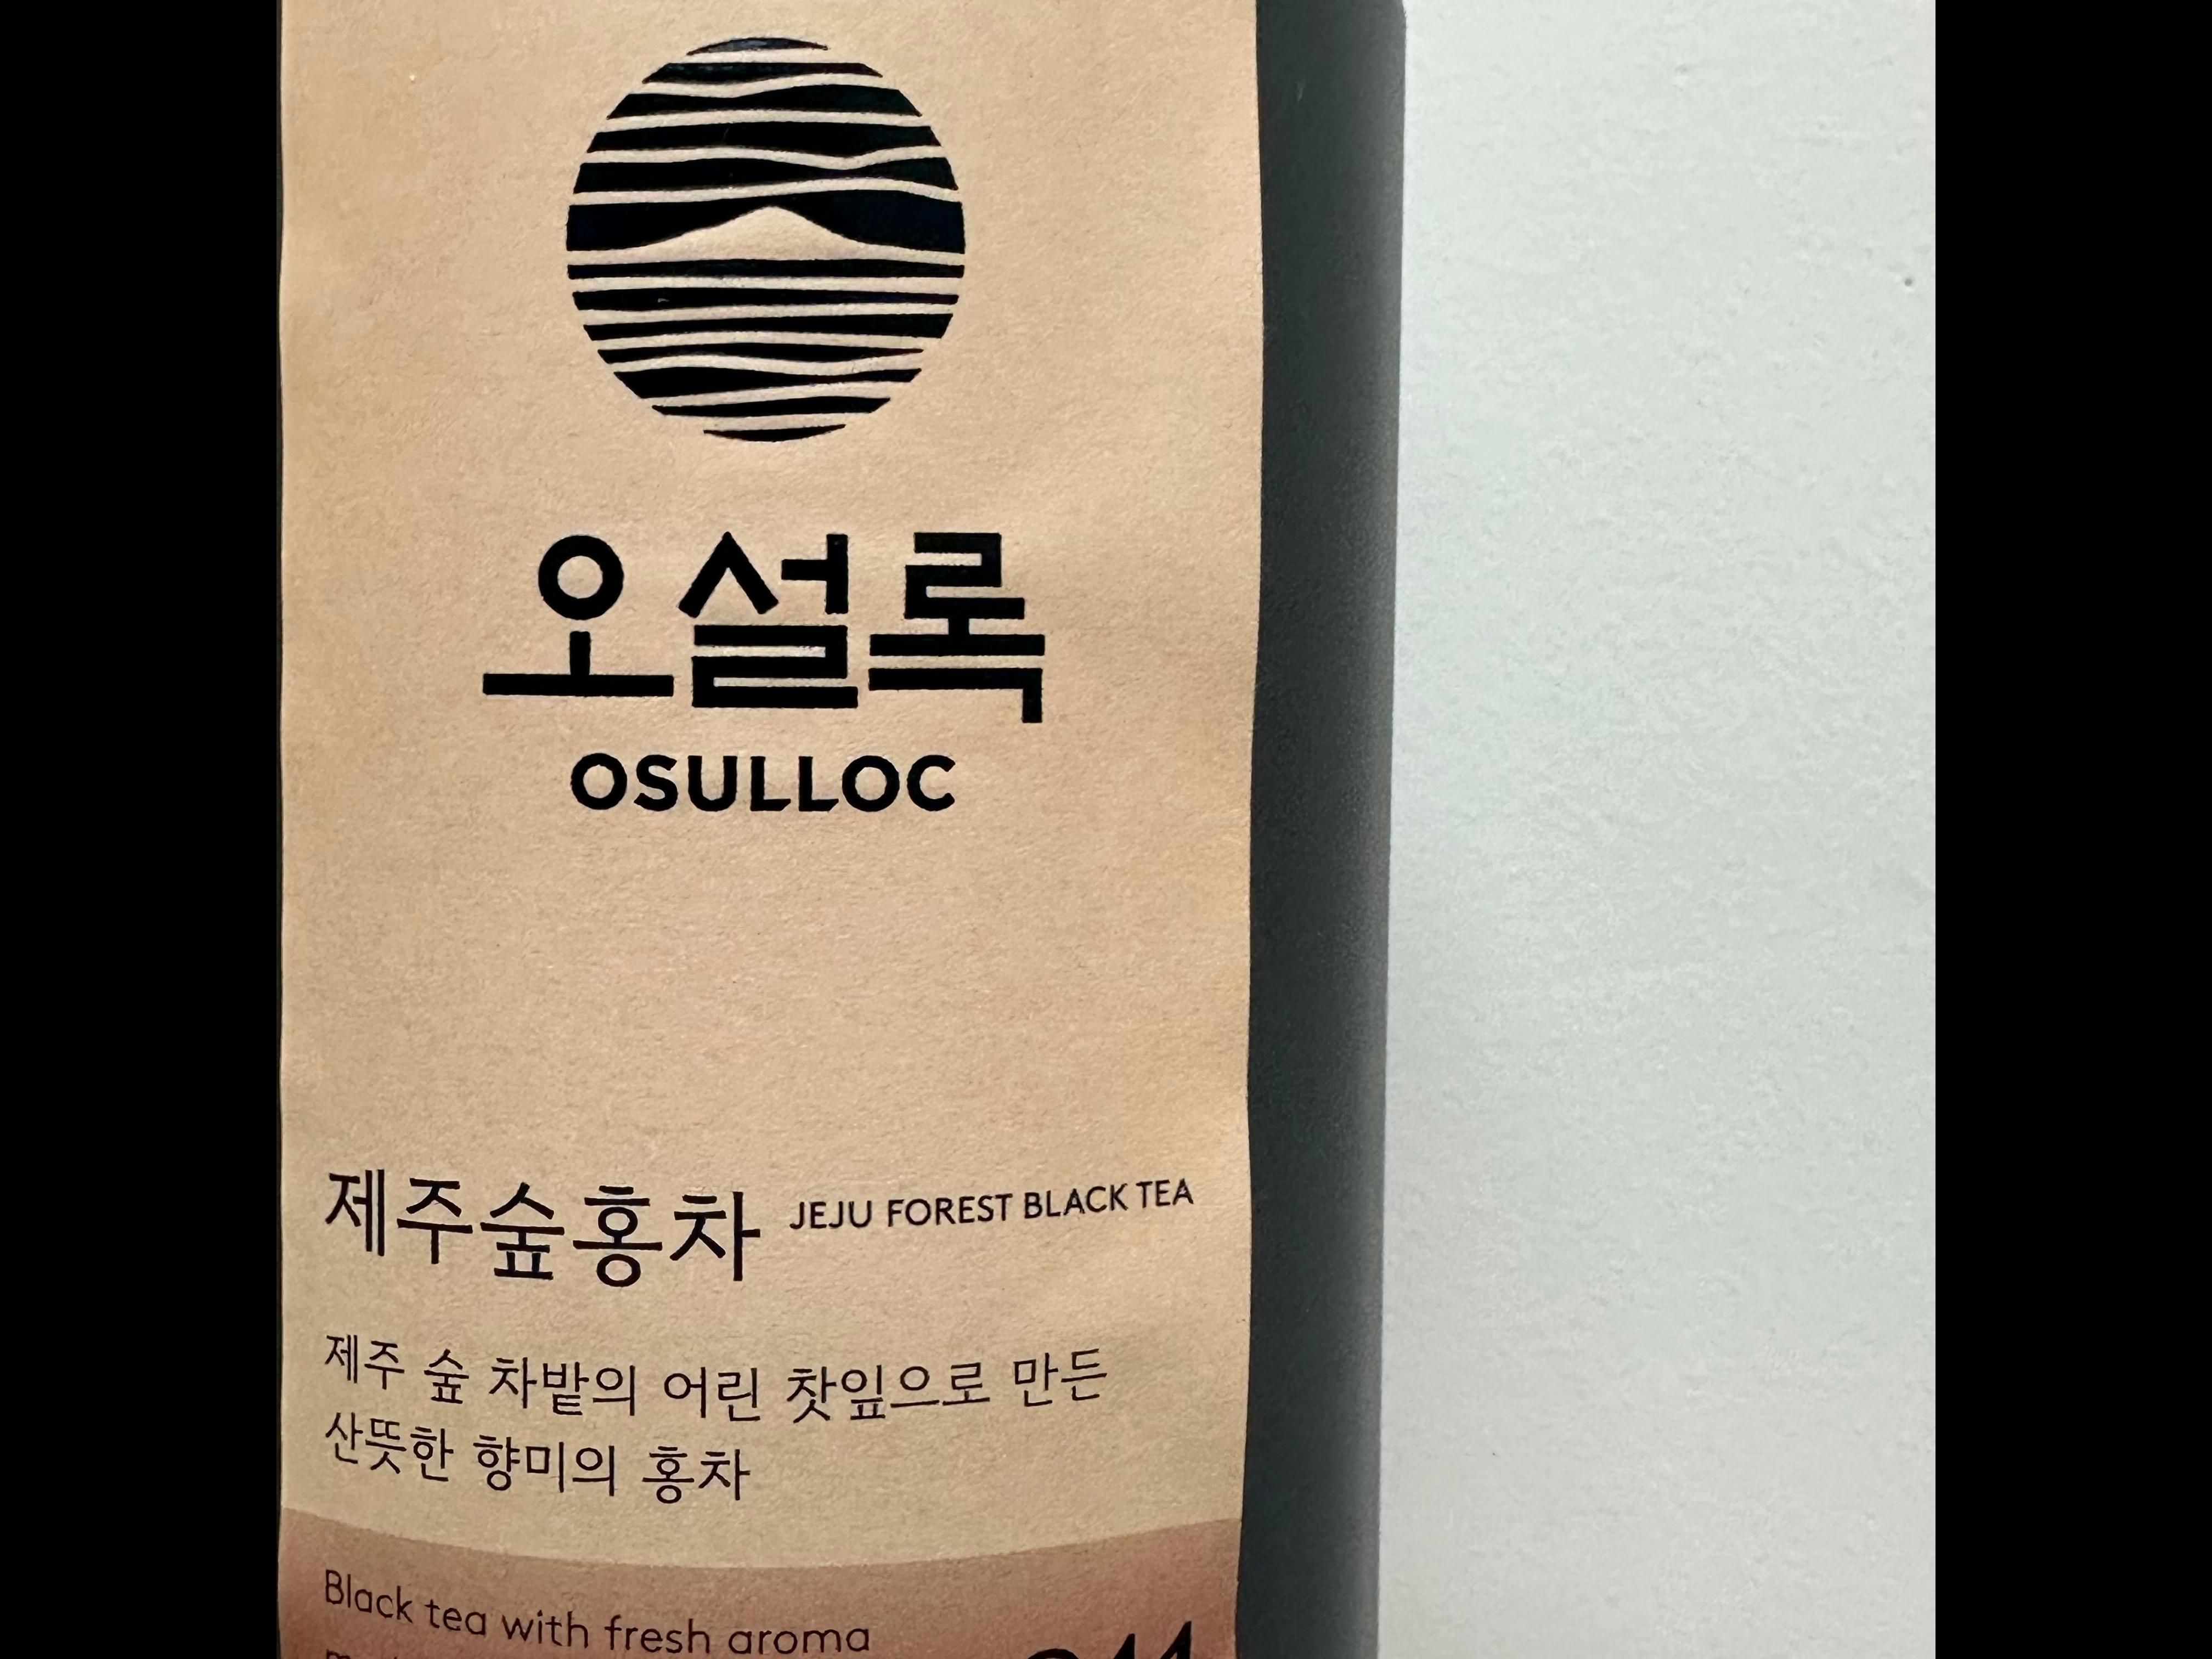 오설록
OSULLOC
제주숲홍차 JEJU FOREST BLACK TEA
제주 숲 차밭의 어린 찻잎으로 만든
산뜻한 향미의 홍차
Black tea with fresh aroma